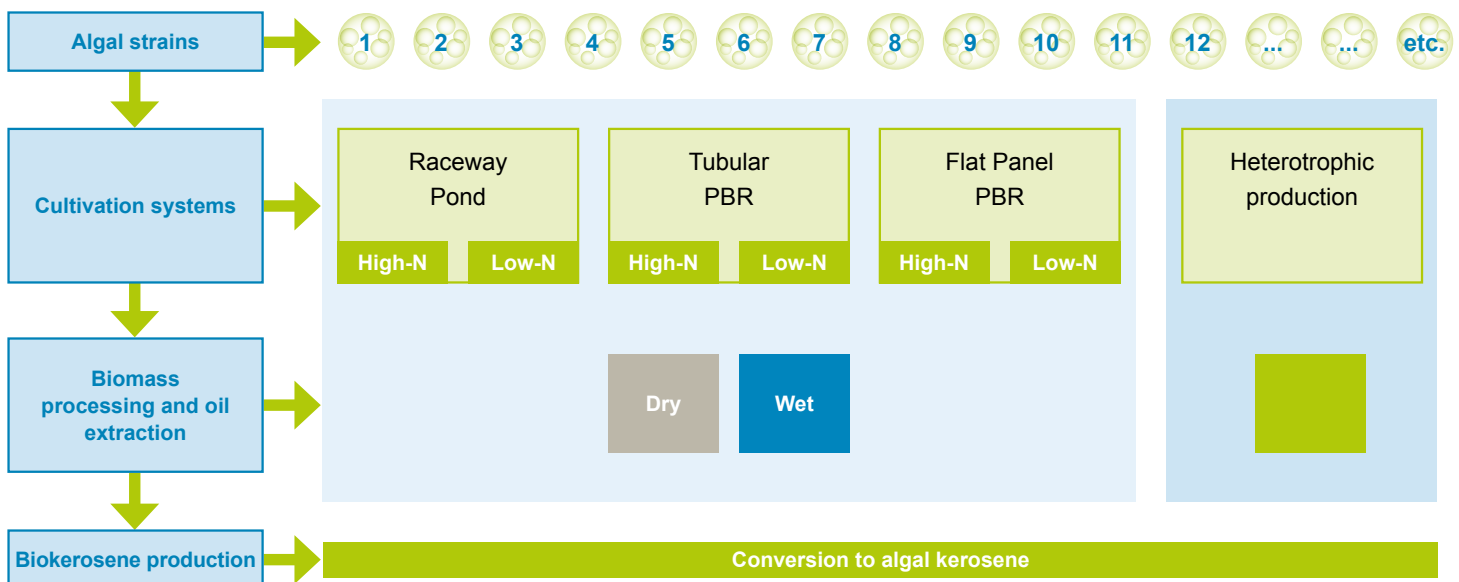 Algal strains
1 2 3 4 5 6 7 8 9 10 11 12 ... ... etc.
Cultivation systems
Raceway
Pond
High-N Low-N
Tubular
PBR
High-N Low-N
Flat Panel
PBR
High-N Low-N
Heterotrophic
production
Biomass
processing and oil
extraction
Dry
Wet
Biokerosene production
Conversion to algal kerosene